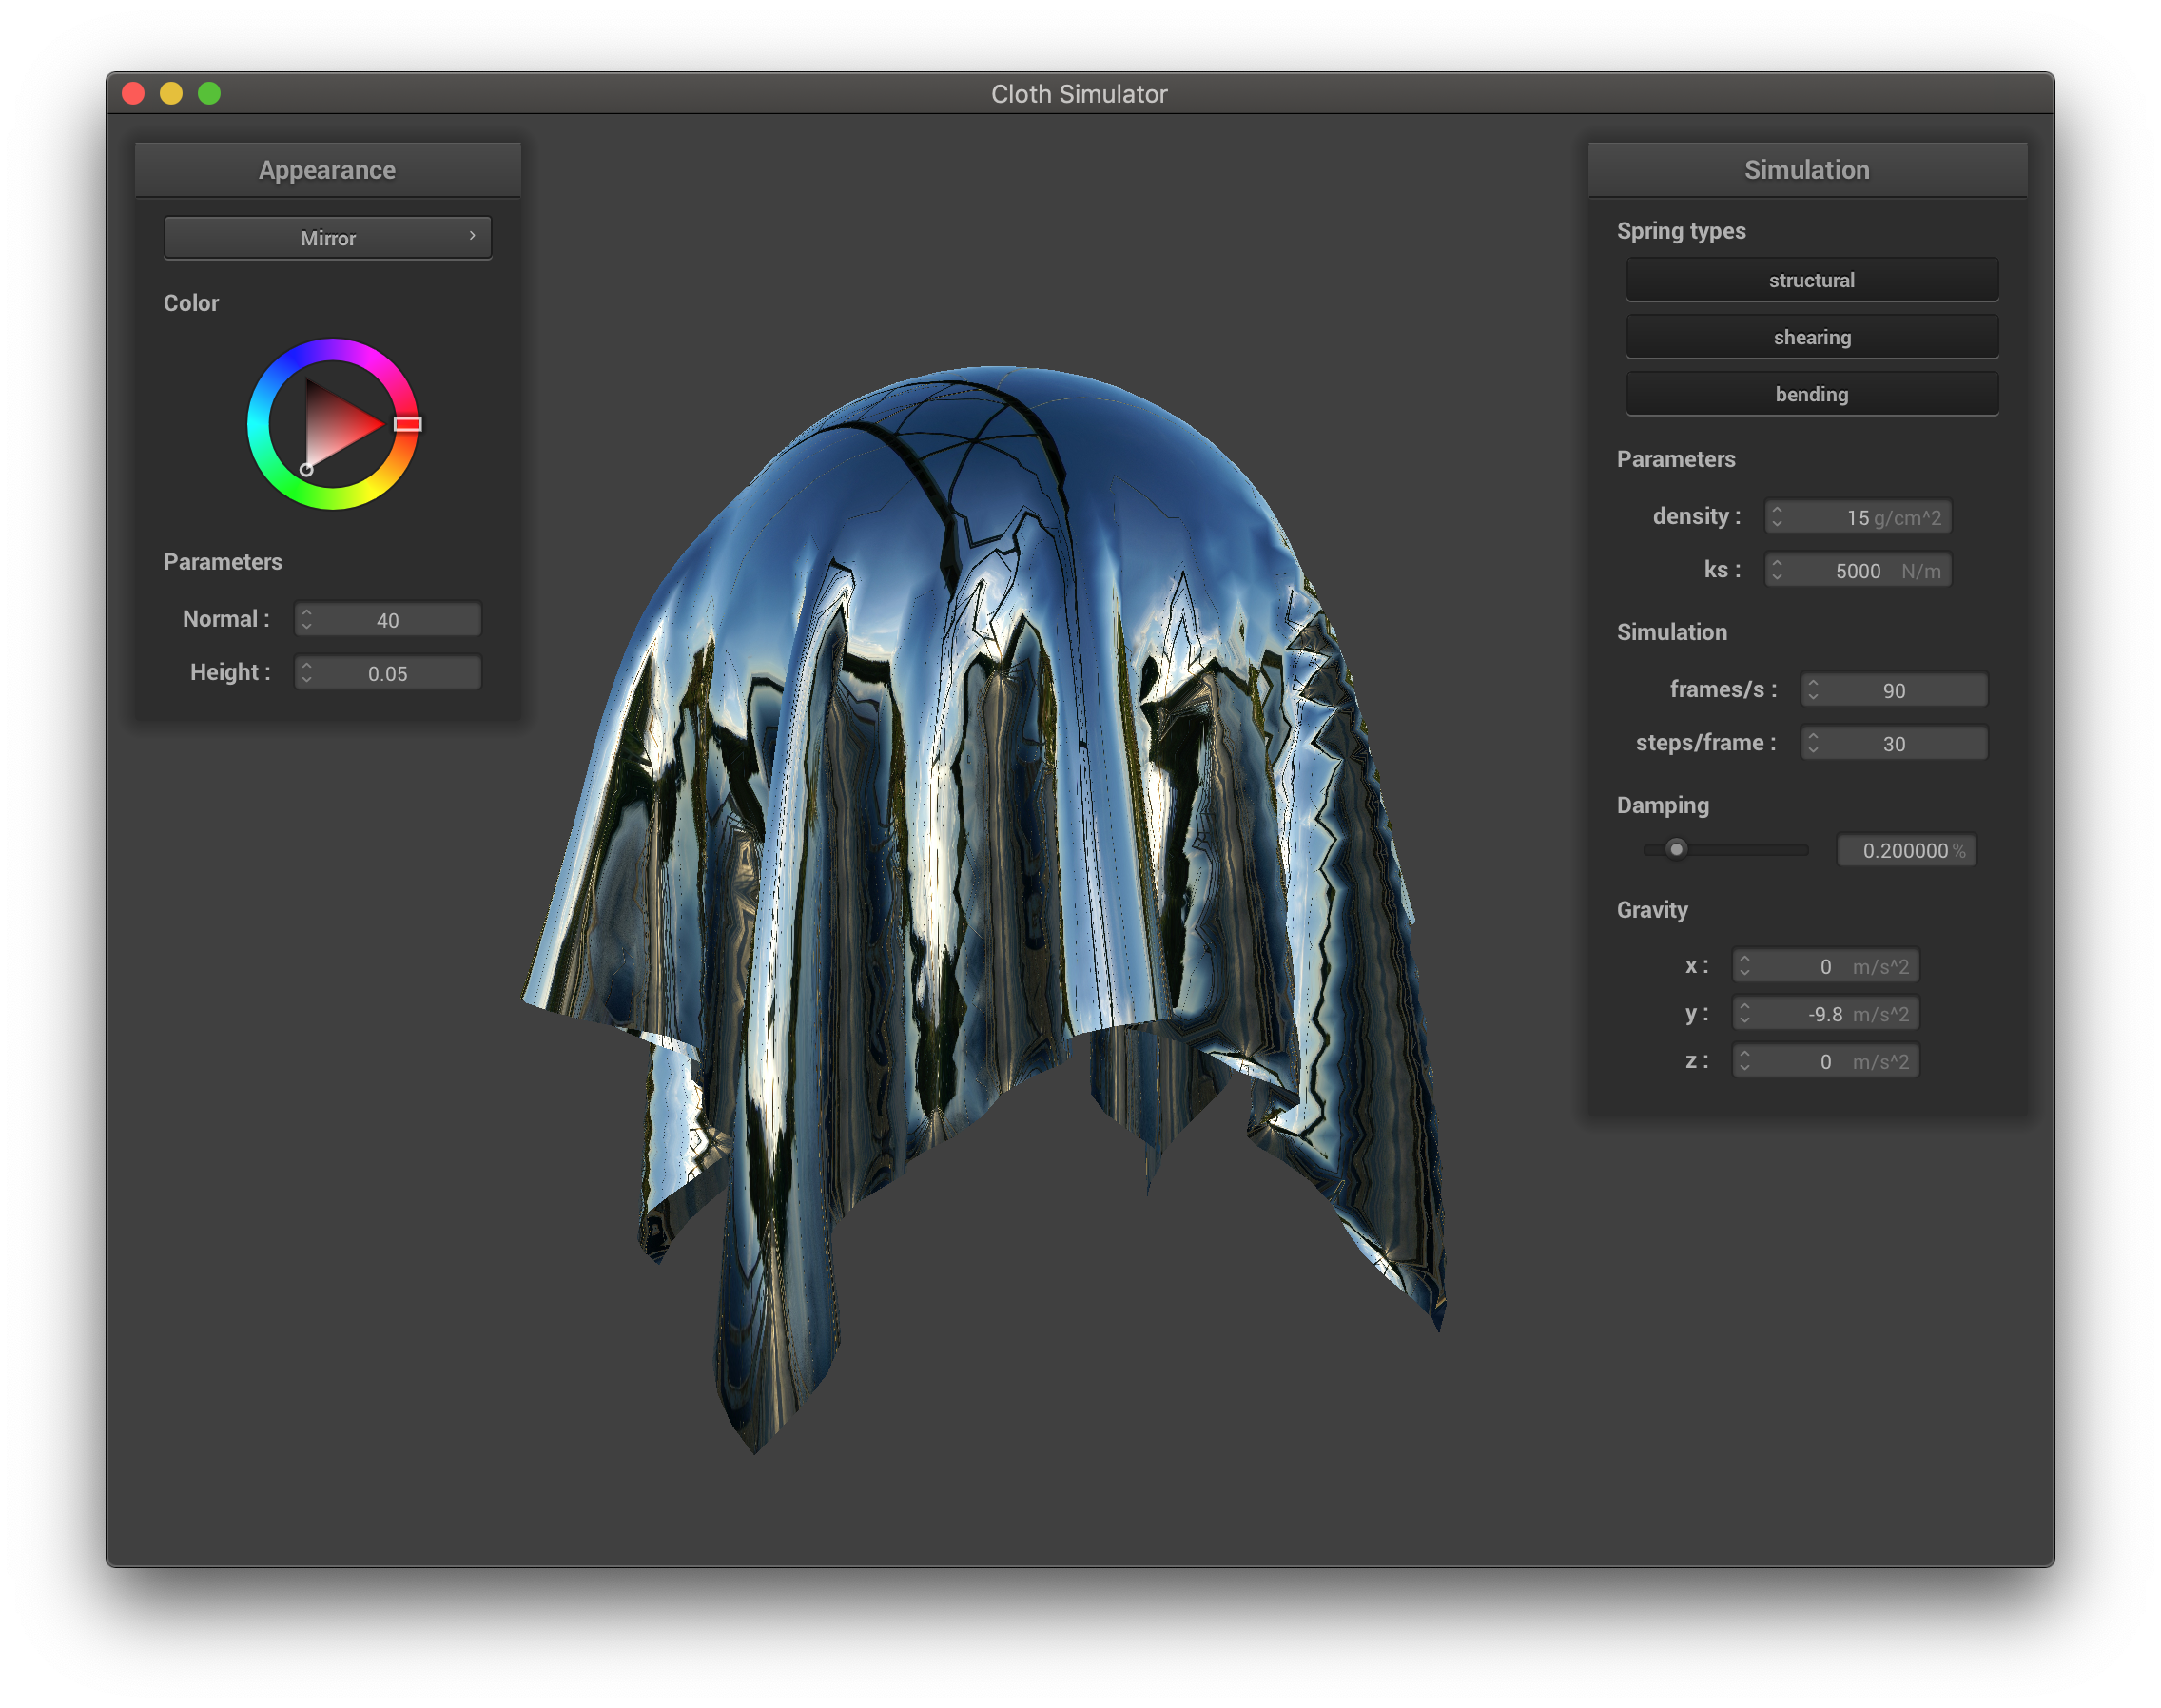 Cloth Simulator
Appearance
Mirror
Color
Parameters
Normal : 40
Height : 0.05
Simulation
Spring types
structural
shearing
bending
Parameters
density : 15 g/cm^2
ks : 5000 N/m
Simulation
frames/s : 90
steps/frame : 30
Damping
0.200000 %
Gravity
x : 0 m/s^2
y : -9.8 m/s^2
z : 0 m/s^2